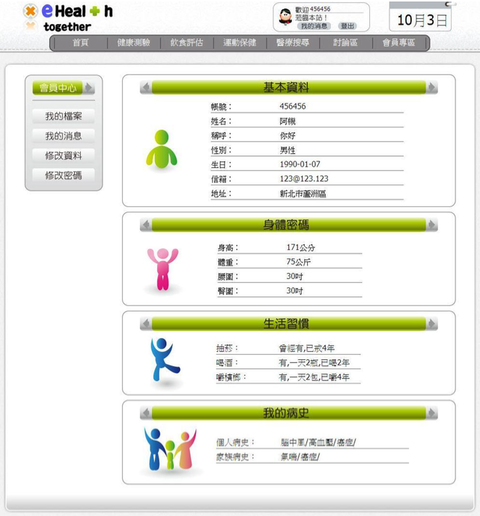 eHealth
together
歡迎 456456
蒞臨本站！
我的消息 登出
10月3日
首頁 健康測驗 飲食評估 運動保健 醫療搜尋 討論區 會員專區
會員中心
我的檔案
我的消息
修改資料
修改密碼
基本資料
帳號： 456456
姓名： 阿楓
稱呼： 你好
性別： 男性
生日： 1990-01-07
信箱： 123@123.123
地址： 新北市蘆洲區
身體密碼
身高： 171公分
體重： 75公斤
腰圍： 30吋
臀圍： 30吋
生活習慣
抽菸： 曾經有,已戒4年
喝酒： 有,一天2瓶,已喝2年
嚼檳榔： 有,一天2包,已嚼4年
我的病史
個人病史： 腦中風/高血壓/癌症/
家族病史： 氣喘/癌症/